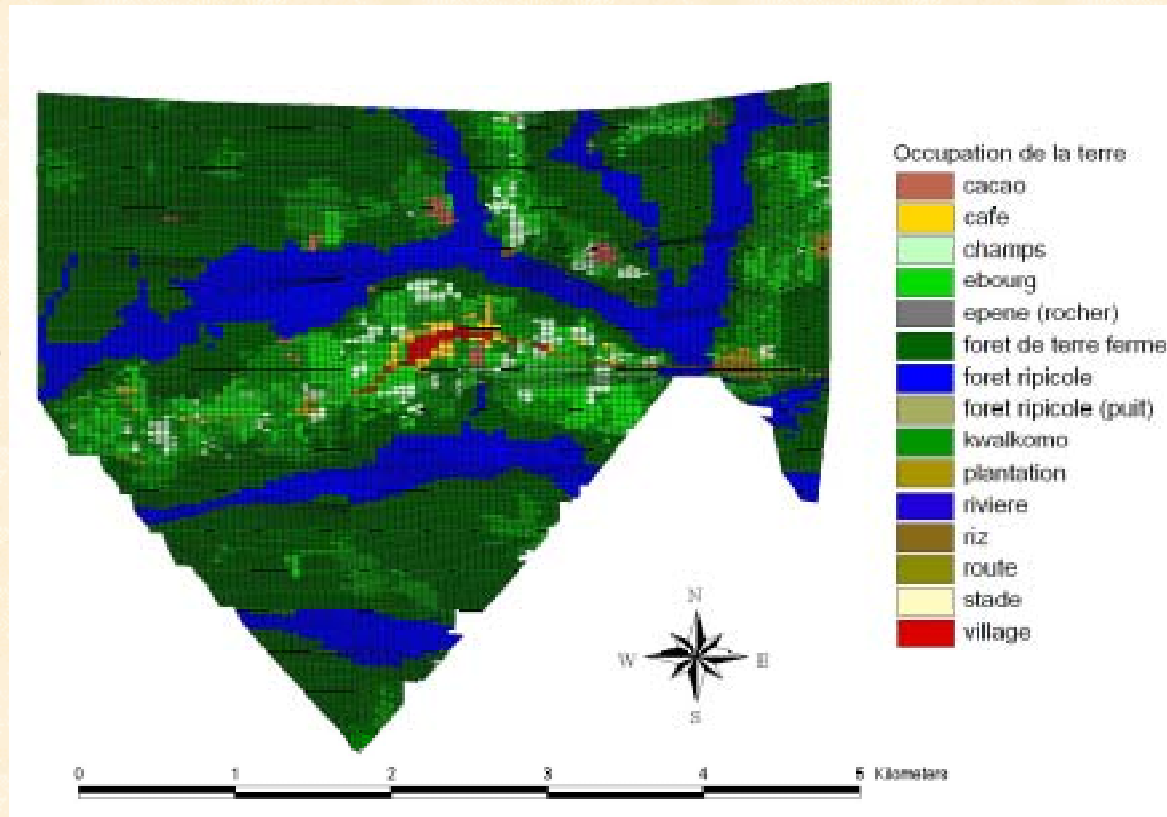 Occupation de la terre
cacao
cafe
champs
ebourg
epene (rocher)
foret de terre ferme
foret ripicole
foret ripicole (puit)
kwalkomo
plantation
riviere
riz
route
stade
village
N
W E
S
0 1 2 3 4 5 Kilometers